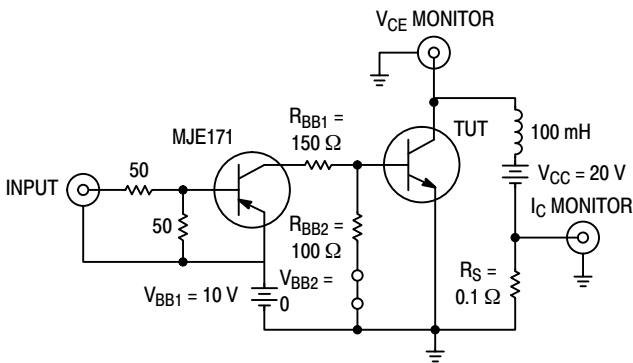 V_CE MONITOR
R_BB1 =
150 Ω
MJE171
TUT
100 mH
INPUT
50
50
V_CC = 20 V
I_C MONITOR
R_BB2 =
100 Ω
V_BB1 = 10 V
V_BB2 =
0
R_S =
0.1 Ω